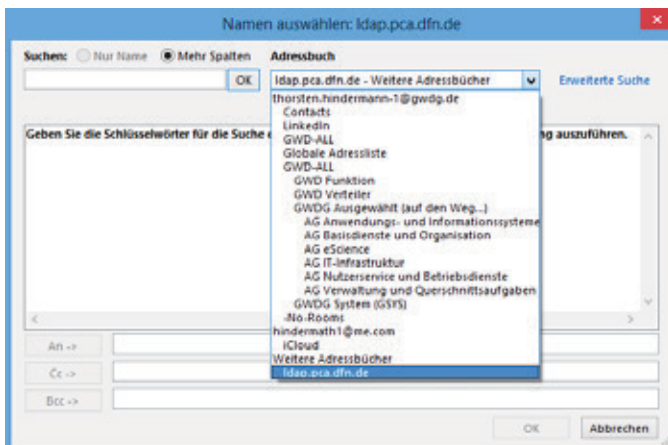 Namen auswählen: ldap.pca.dfn.de
Suchen: Nur Name Mehr Spalten Adressbuch
OK ldap.pca.dfn.de - Weitere Adressbücher Erweiterte Suche
thorsten.hindermann-1@gwdg.de
Contacts
LinkedIn
Geben Sie die Schlüsselwörter für die Suche ng auszuführen.
GWD-ALL
Globale Adressliste
GWD-ALL
GWD Funktion
GWD Verteiler
GWDG Ausgewählt (auf den Weg...)
AG Anwendungs- und Informationssysteme
AG Basisdienste und Organisation
AG eScience
AG IT-Infrastruktur
AG Nutzerservice und Betriebsdienste
AG Verwaltung und Querschnittsaufgaben
GWDG System (GSYS)
-No-Rooms
hindermath1@me.com
iCloud
Weitere Adressbücher
ldap.pca.dfn.de
An ->
Cc ->
Bcc ->
OK Abbrechen